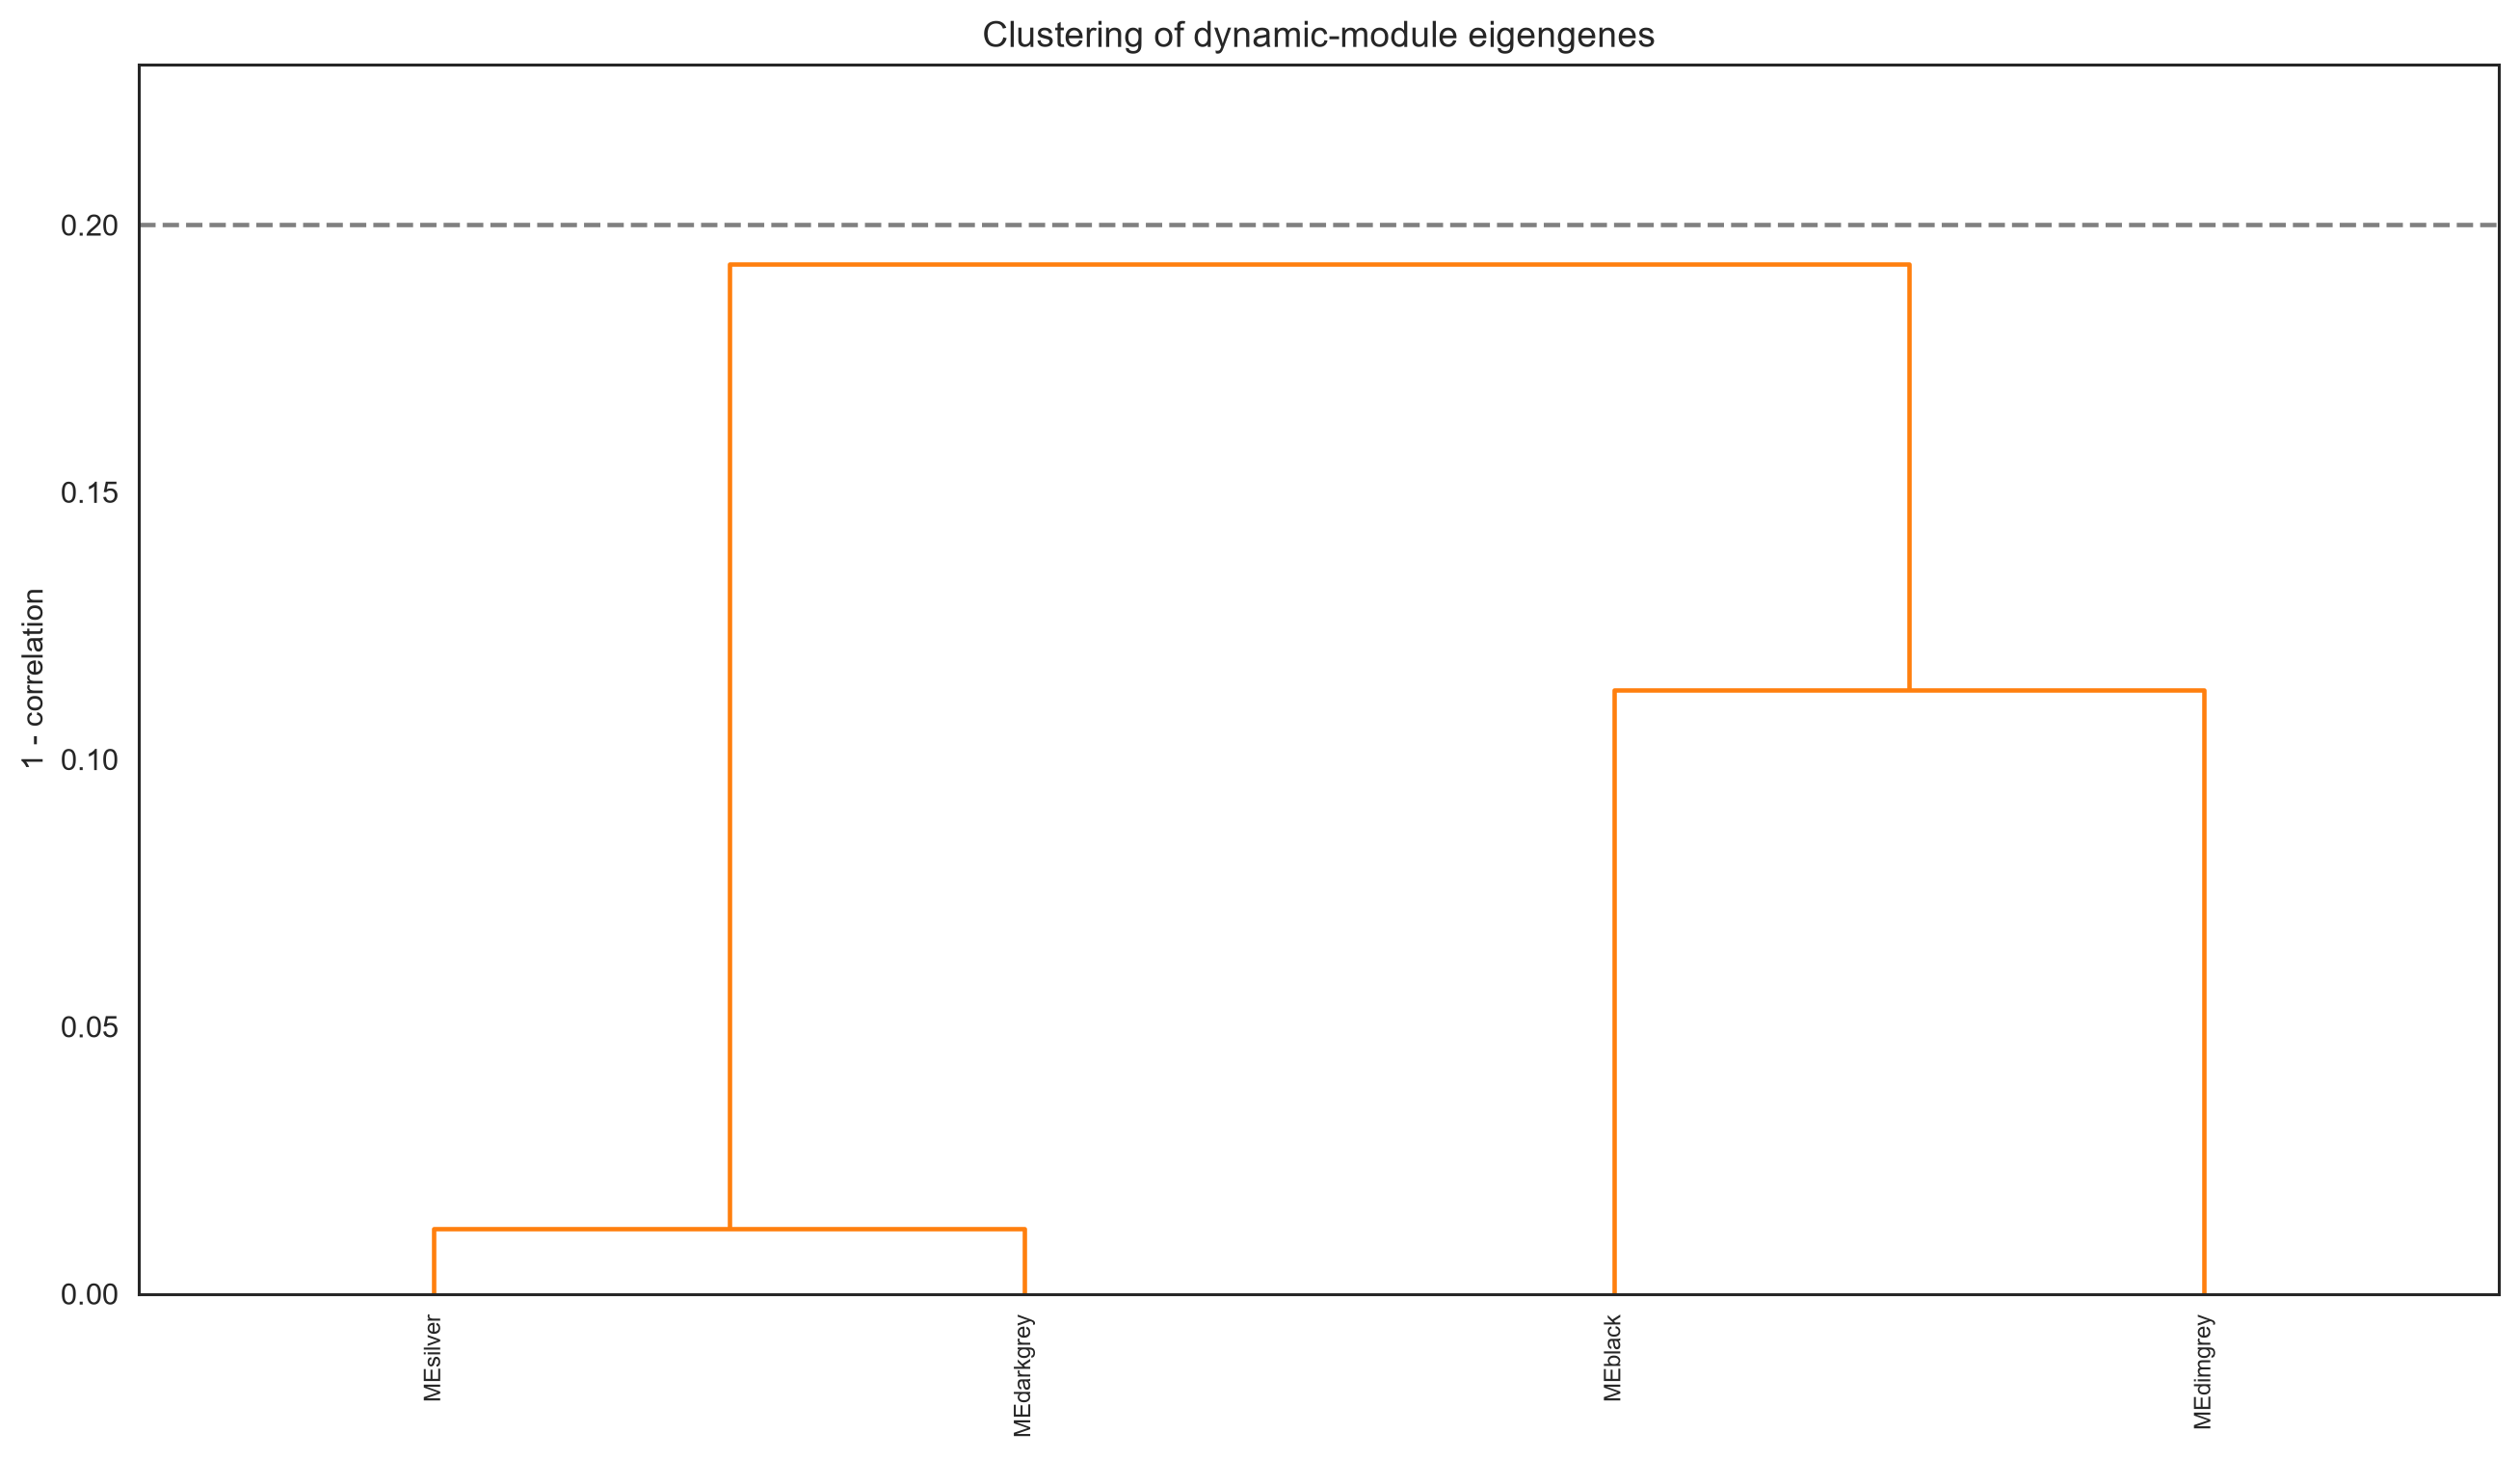 Clustering of dynamic-module eigengenes
1 - correlation
0.20
0.15
0.10
0.05
0.00
MEsilver
MEdarkgrey
MEblack
MEdimgrey